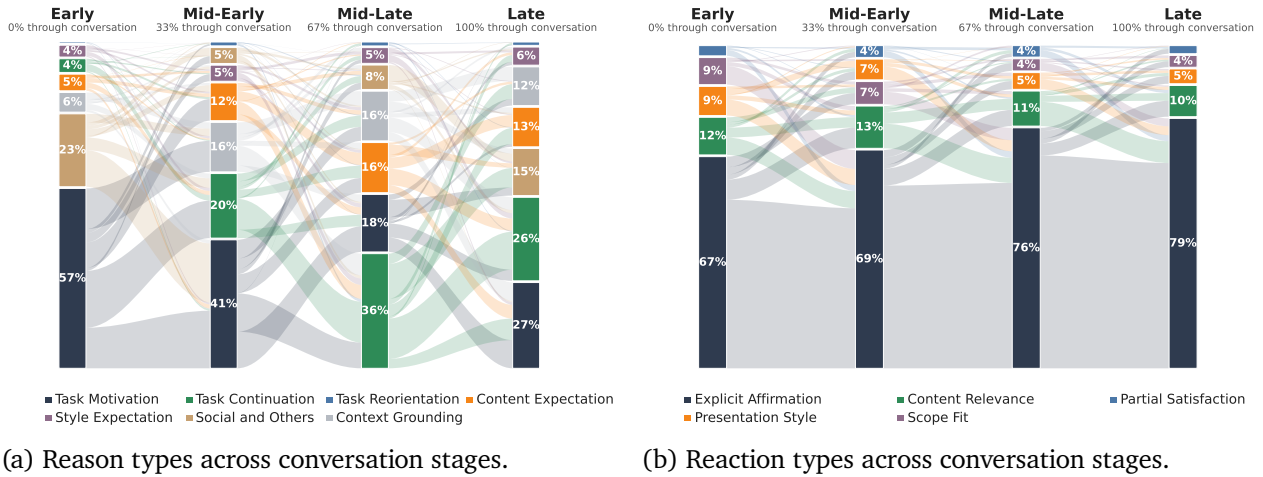 Early
Mid-Early
Mid-Late
Late
0% through conversation
33% through conversation
67% through conversation
100% through conversation
4%
4%
5%
6%
23%
57%
5%
5%
12%
16%
20%
41%
5%
8%
16%
16%
18%
36%
6%
12%
13%
15%
26%
27%
Task Motivation
Task Continuation
Task Reorientation
Content Expectation
Style Expectation
Social and Others
Context Grounding
(a) Reason types across conversation stages.
Early
Mid-Early
Mid-Late
Late
0% through conversation
33% through conversation
67% through conversation
100% through conversation
9%
9%
12%
67%
4%
7%
7%
13%
69%
4%
4%
5%
11%
76%
4%
5%
10%
79%
Explicit Affirmation
Content Relevance
Partial Satisfaction
Presentation Style
Scope Fit
(b) Reaction types across conversation stages.